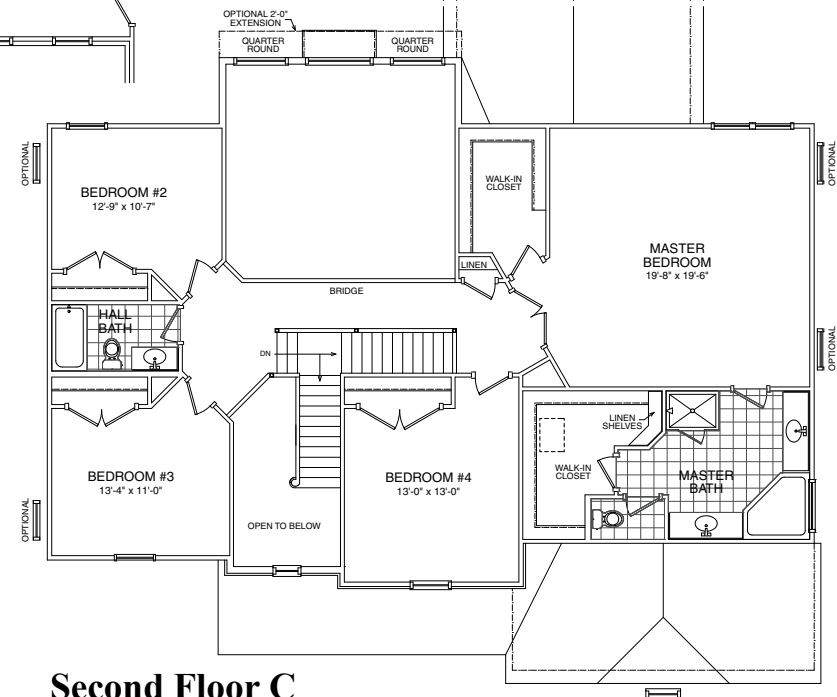 OPTIONAL 2'-0"
EXTENSION
QUARTER
ROUND
QUARTER
ROUND
OPTIONAL
BEDROOM #2
12'-9" x 10'-7"
WALK-IN
CLOSET
OPTIONAL
MASTER
BEDROOM
19'-8" x 19'-6"
LINEN
BRIDGE
HALL
BATH
DN
OPTIONAL
LINEN
SHELVES
WALK-IN
CLOSET
MASTER
BATH
BEDROOM #3
13'-4" x 11'-0"
BEDROOM #4
13'-0" x 13'-0"
OPTIONAL
OPEN TO BELOW
Second Floor C